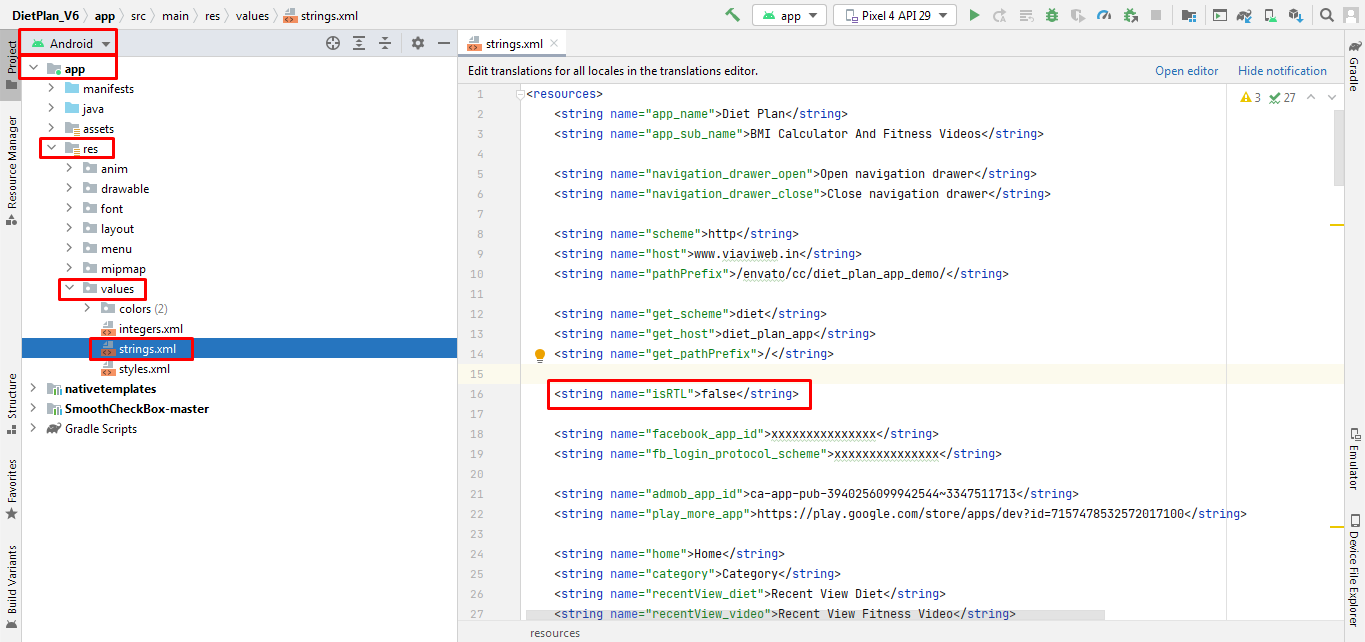 DietPlan_V6 app src main res values strings.xml
app Pixel 4 API 29
Project
Android
app
manifests
java
assets
res
anim
drawable
font
layout
menu
mipmap
values
colors (2)
integers.xml
strings.xml
styles.xml
nativetemplates
SmoothCheckBox-master
Gradle Scripts
Resource Manager
Structure
Favorites
Build Variants
strings.xml
Edit translations for all locales in the translations editor. Open editor Hide notification
3 27
1 <resources>
2 <string name="app_name">Diet Plan</string>
3 <string name="app_sub_name">BMI Calculator And Fitness Videos</string>
4
5 <string name="navigation_drawer_open">Open navigation drawer</string>
6 <string name="navigation_drawer_close">Close navigation drawer</string>
7
8 <string name="scheme">http</string>
9 <string name="host">www.viaviweb.in</string>
10 <string name="pathPrefix">/envato/cc/diet_plan_app_demo/</string>
11
12 <string name="get_scheme">diet</string>
13 <string name="get_host">diet_plan_app</string>
14 <string name="get_pathPrefix">/</string>
15
16 <string name="isRTL">false</string>
17
18 <string name="facebook_app_id">xxxxxxxxxxxxxxx</string>
19 <string name="fb_login_protocol_scheme">xxxxxxxxxxxxxxx</string>
20
21 <string name="admob_app_id">ca-app-pub-3940256099942544~3347511713</string>
22 <string name="play_more_app">https://play.google.com/store/apps/dev?id=7157478532572017100</string>
23
24 <string name="home">Home</string>
25 <string name="category">Category</string>
26 <string name="recentView_diet">Recent View Diet</string>
27 <string name="recentView_video">Recent View Fitness Video</string>
resources
Gradle
Emulator
Device File Explorer